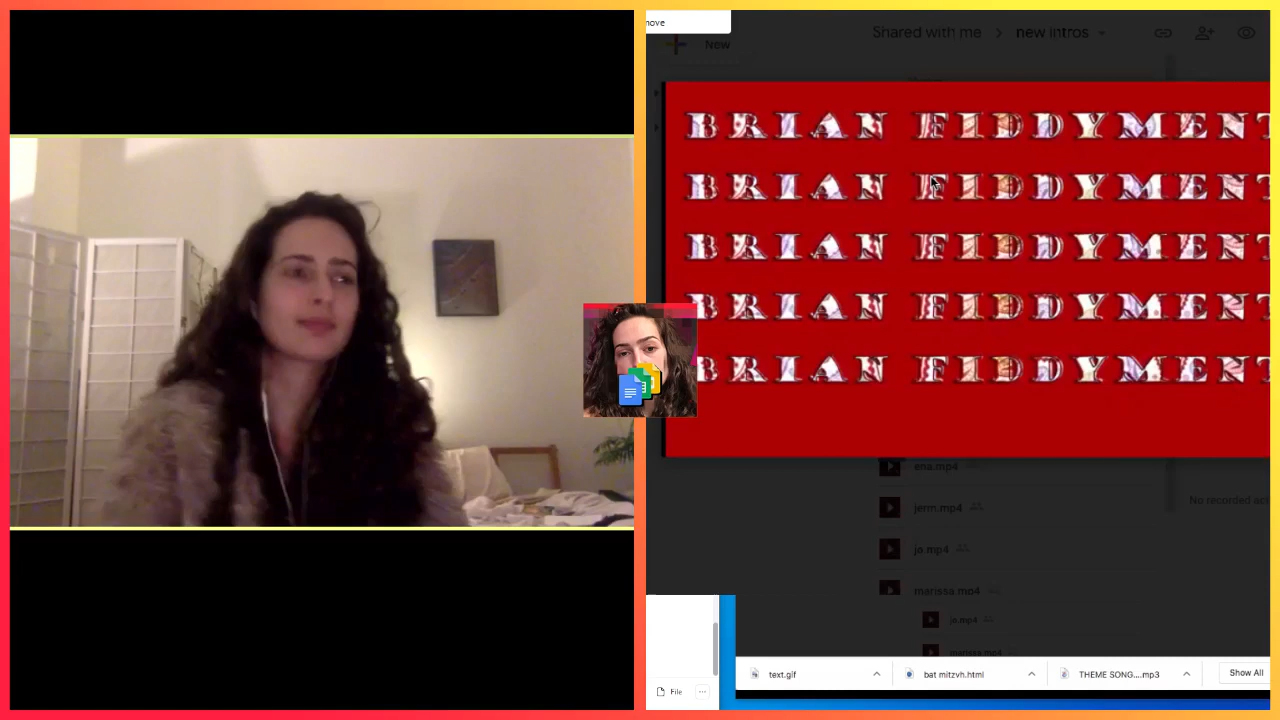 nove
New
Shared with me > new intros
BRIAN FIDDYMENT
BRIAN FIDDYMENT
BRIAN FIDDYMENT
BRIAN FIDDYMENT
BRIAN FIDDYMENT
ena.mp4
No recorded
jerm.mp4
jo.mp4
marissa.mp4
jo.mp4
marissa.mp4
text.gif
bat mitzvh.html
THEME SONG....mp3
Show All
File